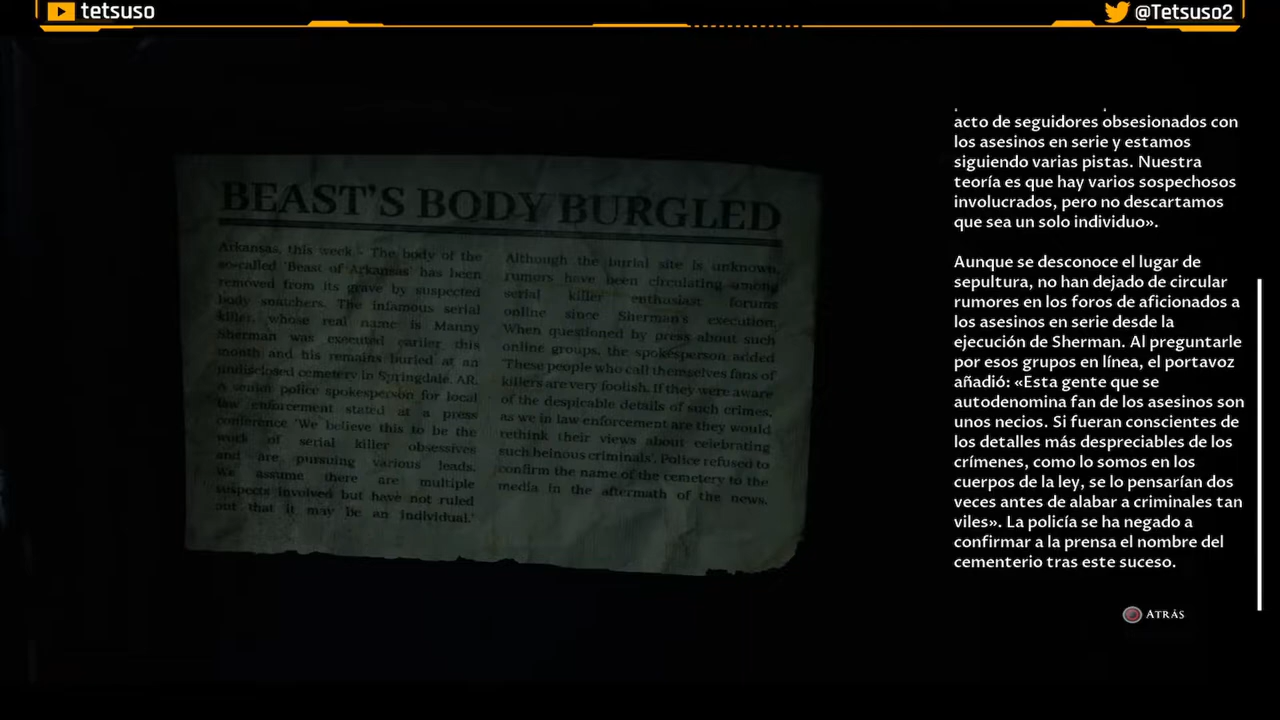 tetsuso
@Tetsuso2
BEAST'S BODY BURGLED
Arkansas, this week - The body of the
so-called 'Beast of Arkansas' has been
removed from its grave by suspected
body snatchers. The infamous serial
killer, whose real name is Manny
Sherman was executed earlier this
month and his remains buried at an
undisclosed cemetery in Springdale, AR.
A senior police spokesperson for local
law enforcement stated at a press
conference 'We believe this to be the
work of serial killer obsessives
and are pursuing various leads.
We assume there are multiple
suspects involved but have not ruled
out that it may be an individual.'
Although the burial site is unknown,
rumors have been circulating among
serial killer enthusiast forums
online since Sherman's execution.
When questioned by press about such
online groups, the spokesperson added
'These people who call themselves fans of
killers are very foolish. If they were aware
of the despicable details of such crimes,
as we in law enforcement are they would
rethink their views about celebrating
such heinous criminals'. Police refused to
confirm the name of the cemetery to the
media in the aftermath of the news.
acto de seguidores obsesionados con
los asesinos en serie y estamos
siguiendo varias pistas. Nuestra
teoría es que hay varios sospechosos
involucrados, pero no descartamos
que sea un solo individuo».
Aunque se desconoce el lugar de
sepultura, no han dejado de circular
rumores en los foros de aficionados a
los asesinos en serie desde la
ejecución de Sherman. Al preguntarle
por esos grupos en línea, el portavoz
añadió: «Esta gente que se
autodenomina fan de los asesinos son
unos necios. Si fueran conscientes de
los detalles más despreciables de los
crímenes, como lo somos en los
cuerpos de la ley, se lo pensarían dos
veces antes de alabar a criminales tan
viles». La policía se ha negado a
confirmar a la prensa el nombre del
cementerio tras este suceso.
ATRÁS